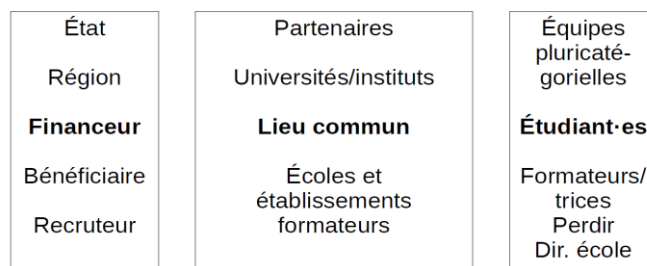 État
Région
Financeur
Bénéficiaire
Recruteur
Partenaires
Universités/instituts
Lieu commun
Écoles et
établissements
formateurs
Équipes
pluricaté-
gorielles
Étudiant·es
Formateurs/
trices
Perdir
Dir. école